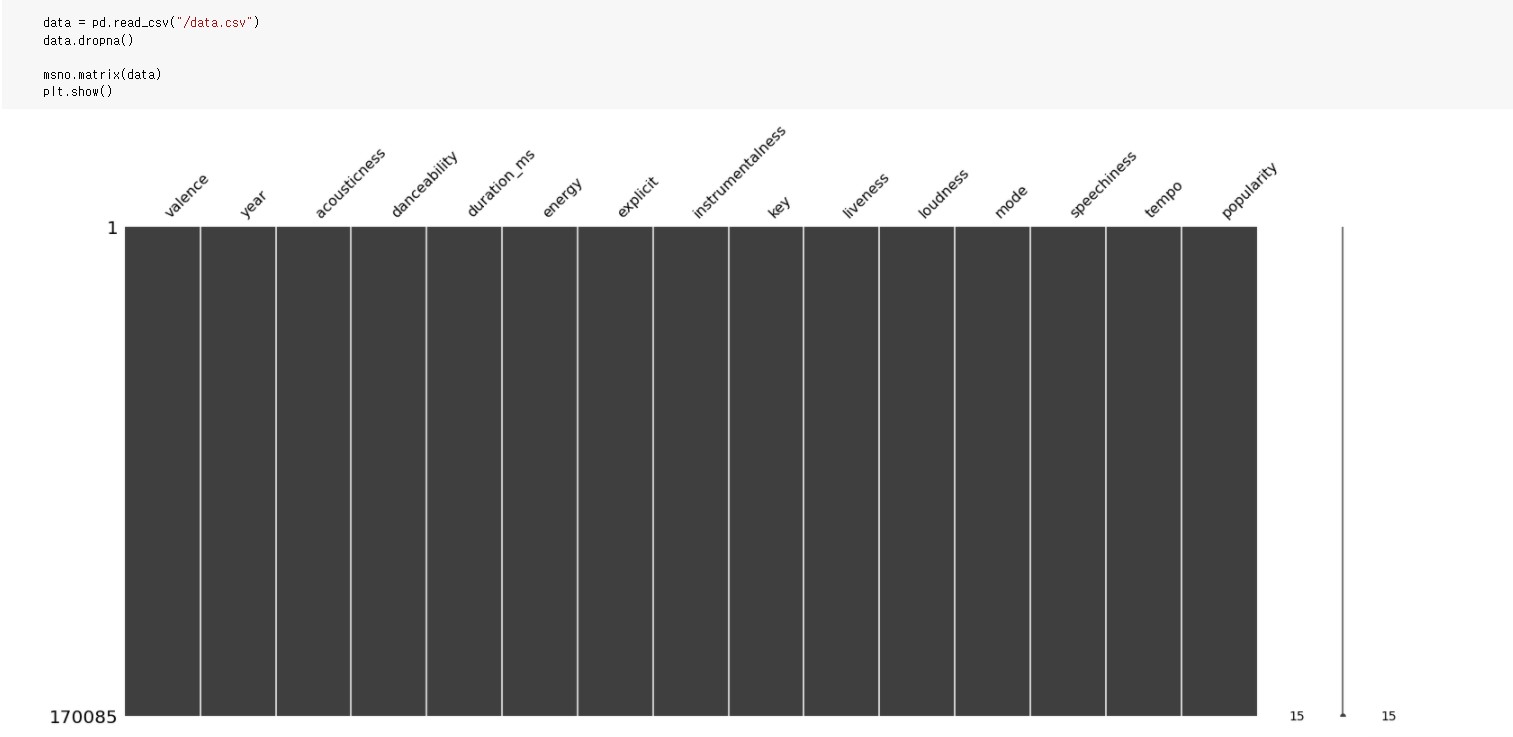 data = pd.read_csv("/data.csv")
data.dropna()
msno.matrix(data)
plt.show()
valence
year
acousticness
danceability
duration_ms
energy
explicit
instrumentalness
key
liveness
loudness
mode
speechiness
tempo
popularity
1
170085
15
15